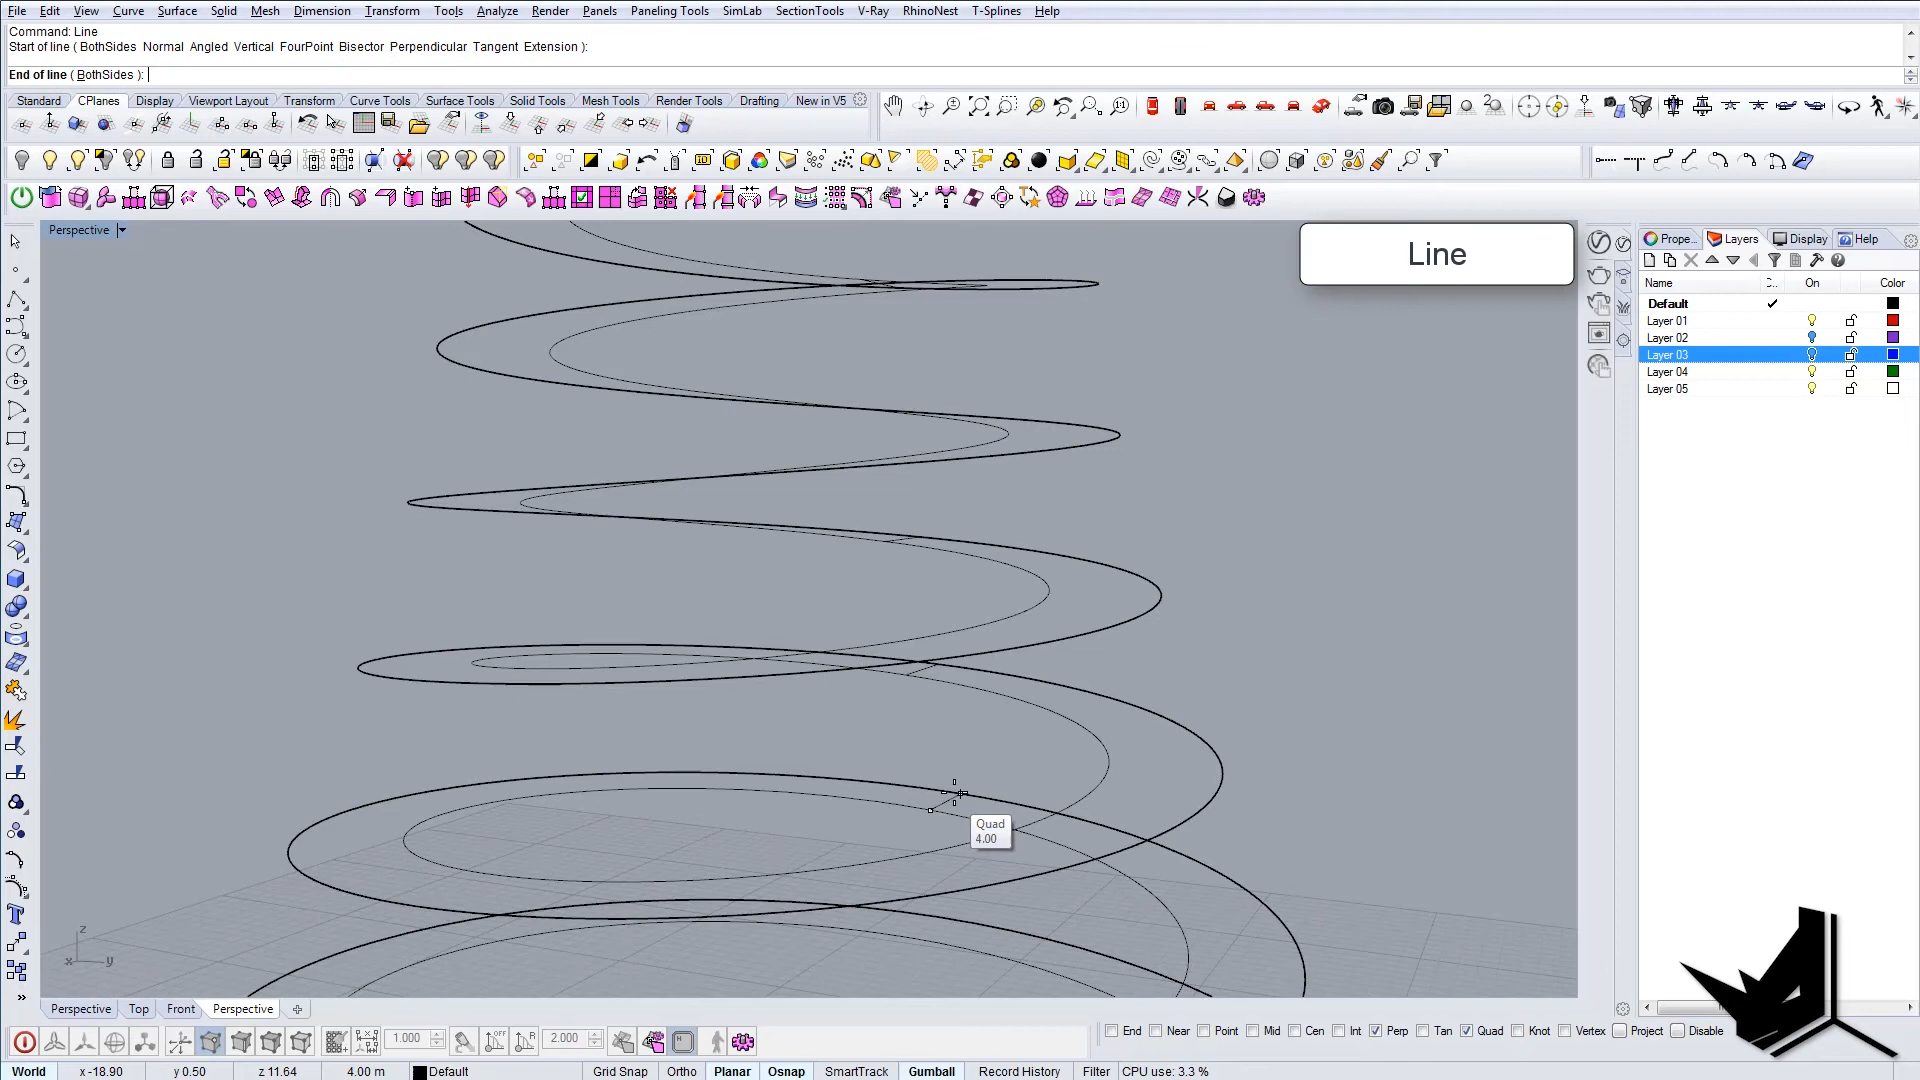 File Edit View Curve Surface Solid Mesh Dimension Transform Tools Analyze Render Panels Paneling Tools SimLab SectionTools V-Ray RhinoNest T-Splines Help
Command: Line
Start of line ( BothSides Normal Angled Vertical FourPoint Bisector Perpendicular Tangent Extension ):
End of line ( BothSides ):
Standard CPlanes Display Viewport Layout Transform Curve Tools Surface Tools Solid Tools Mesh Tools Render Tools Drafting New in V5
Perspective
Line
Prope... Layers Display Help
Name C... On Color
Default
Layer 01
Layer 02
Layer 03
Layer 04
Layer 05
Quad
4.00
z
x y
Perspective Top Front Perspective
1.000 2.000
End Near Point Mid Cen Int Perp Tan Quad Knot Vertex Project Disable
World x -18.90 y 0.50 z 11.64 4.00 m Default Grid Snap Ortho Planar Osnap SmartTrack Gumball Record History Filter CPU use: 3.3 %